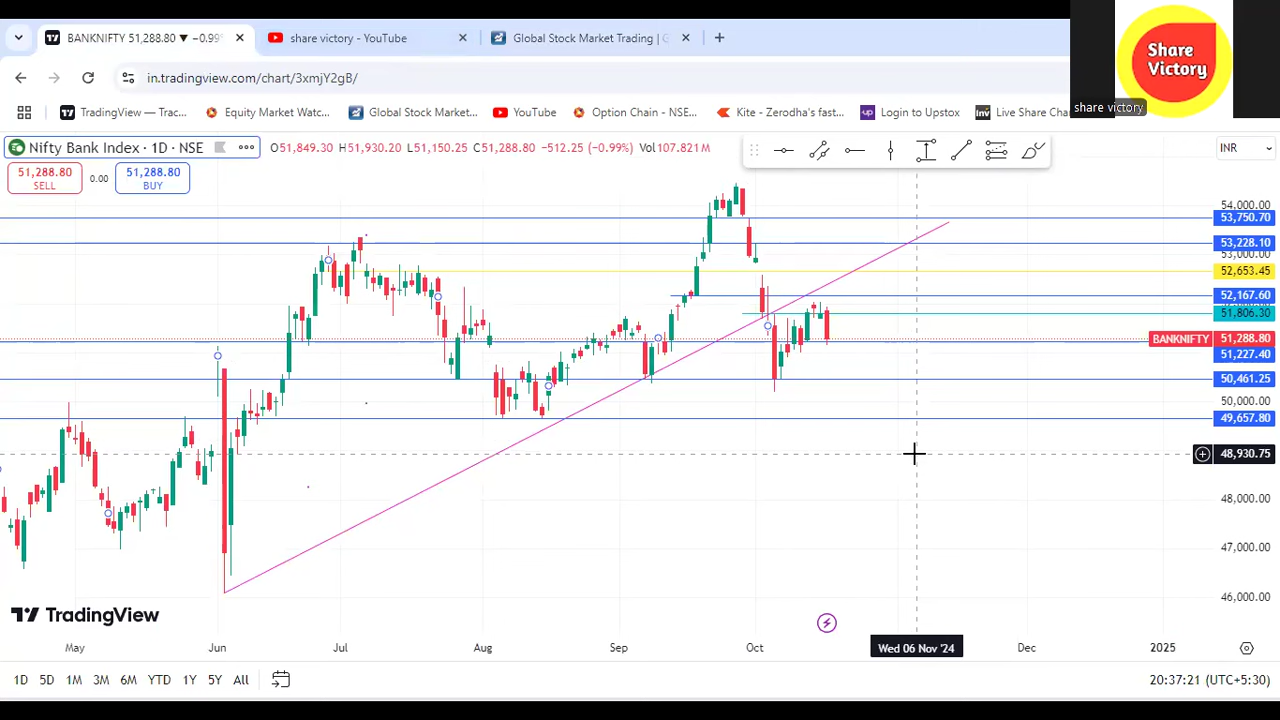 BANKNIFTY 51,288.80 ▼ −0.99%
share victory - YouTube
Global Stock Market Trading | G
in.tradingview.com/chart/3xmjY2gB/
Share
Victory
share victory
TradingView — Trac...
Equity Market Watc...
Global Stock Market...
YouTube
Option Chain - NSE...
Kite - Zerodha's fast...
Login to Upstox
Live Share Cha
Nifty Bank Index · 1D · NSE
O51,849.30 H51,930.20 L51,150.25 C51,288.80 −512.25 (−0.99%) Vol107.821M
INR
51,288.80
SELL
0.00
51,288.80
BUY
54,000.00
53,750.70
53,228.10
53,000.00
52,653.45
52,167.60
51,806.30
BANKNIFTY 51,288.80
51,227.40
50,461.25
50,000.00
49,657.80
48,930.75
48,000.00
47,000.00
46,000.00
TradingView
May Jun Jul Aug Sep Oct Wed 06 Nov '24 Dec 2025
1D 5D 1M 3M 6M YTD 1Y 5Y All
20:37:21 (UTC+5:30)